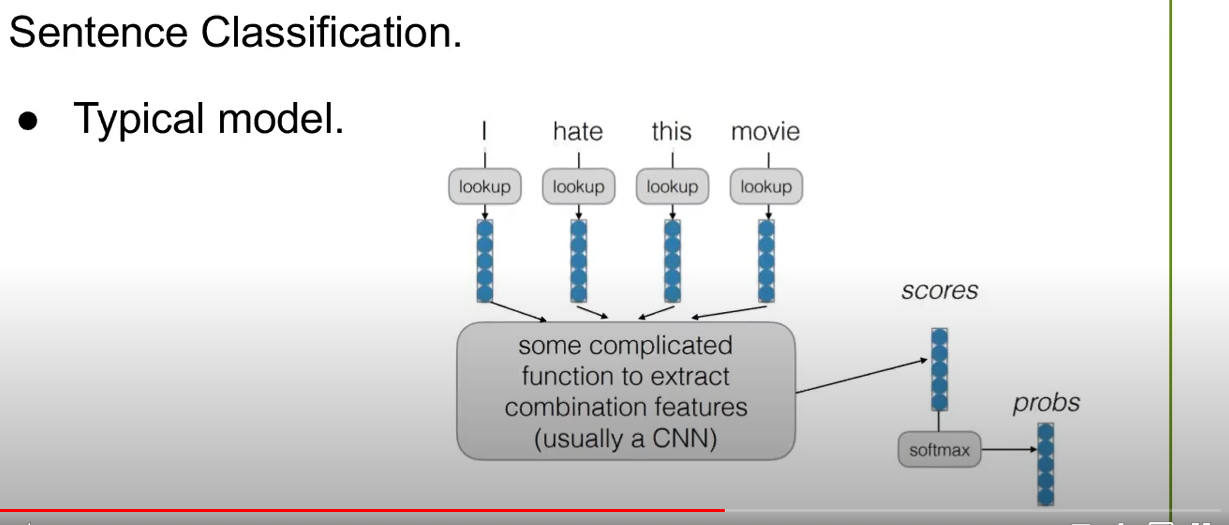 Sentence Classification.
● Typical model.
I hate this movie
lookup lookup lookup lookup
some complicated
function to extract
combination features
(usually a CNN)
scores
softmax
probs